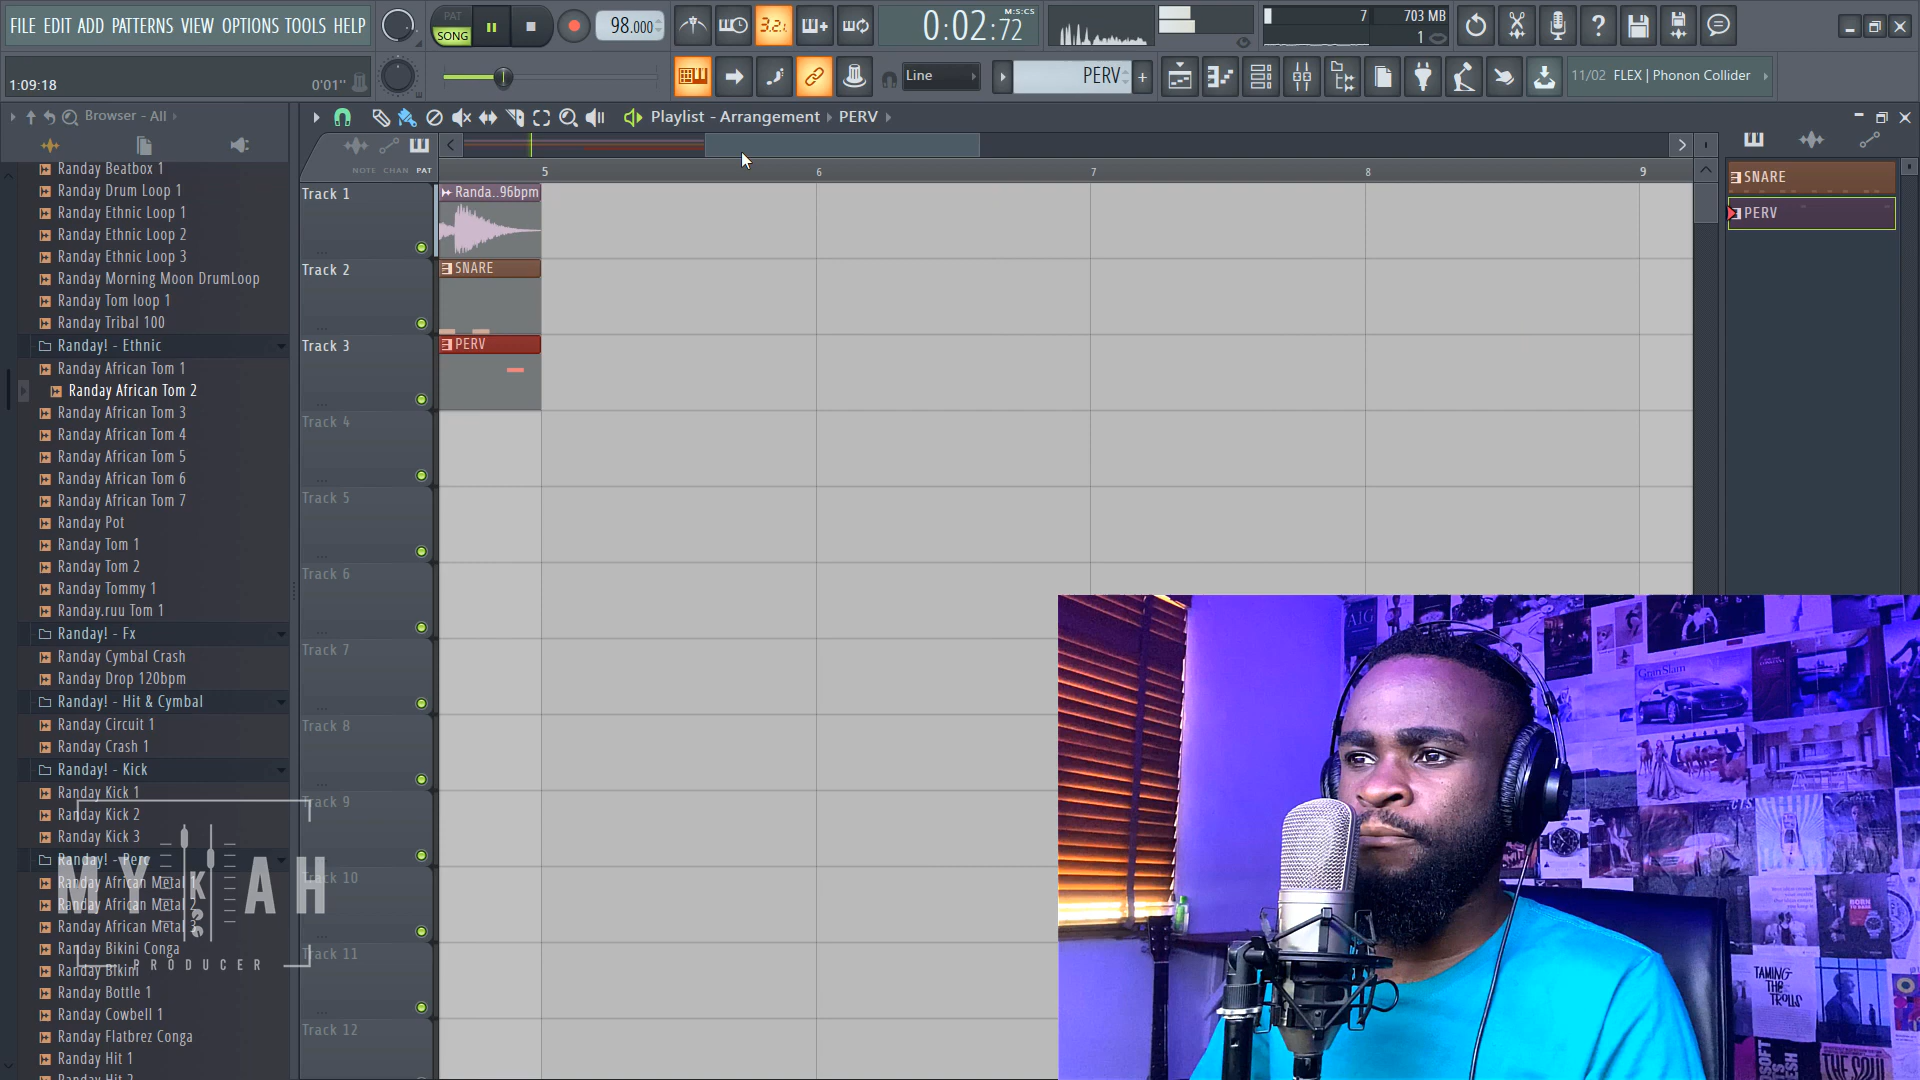 FILE EDIT ADD PATTERNS VIEW OPTIONS TOOLS HELP
PAT
SONG
98.000
3.2.
0:02:72
M:S:CS
7
703 MB
1
1:09:18
0'01"
Line
PERV
11/02 FLEX | Phonon Collider
Browser - All
Playlist - Arrangement
PERV
NOTE CHAN PAT
5
6
7
8
9
Randay Beatbox 1
Randay Drum Loop 1
Randay Ethnic Loop 1
Randay Ethnic Loop 2
Randay Ethnic Loop 3
Randay Morning Moon DrumLoop
Randay Tom loop 1
Randay Tribal 100
Randay! - Ethnic
Randay African Tom 1
Randay African Tom 2
Randay African Tom 3
Randay African Tom 4
Randay African Tom 5
Randay African Tom 6
Randay African Tom 7
Randay Pot
Randay Tom 1
Randay Tom 2
Randay Tommy 1
Randay.ruu Tom 1
Randay! - Fx
Randay Cymbal Crash
Randay Drop 120bpm
Randay! - Hit & Cymbal
Randay Circuit 1
Randay Crash 1
Randay! - Kick
Randay Kick 1
Randay Kick 2
Randay Kick 3
Randay! - Perc
Randay African Metal 1
Randay African Metal 2
Randay African Metal 3
Randay Bikini Conga
Randay Bikini
Randay Bottle 1
Randay Cowbell 1
Randay Flatbrez Conga
Randay Hit 1
Randay Hit 2
MYKAH
PRODUCER
Track 1
Track 2
Track 3
Track 4
Track 5
Track 6
Track 7
Track 8
Track 9
Track 10
Track 11
Track 12
Randa..96bpm
SNARE
PERV
SNARE
PERV
AIG
GranSlam
CTS
BORN
TAMING
THE
TROLLS
THE SOUL